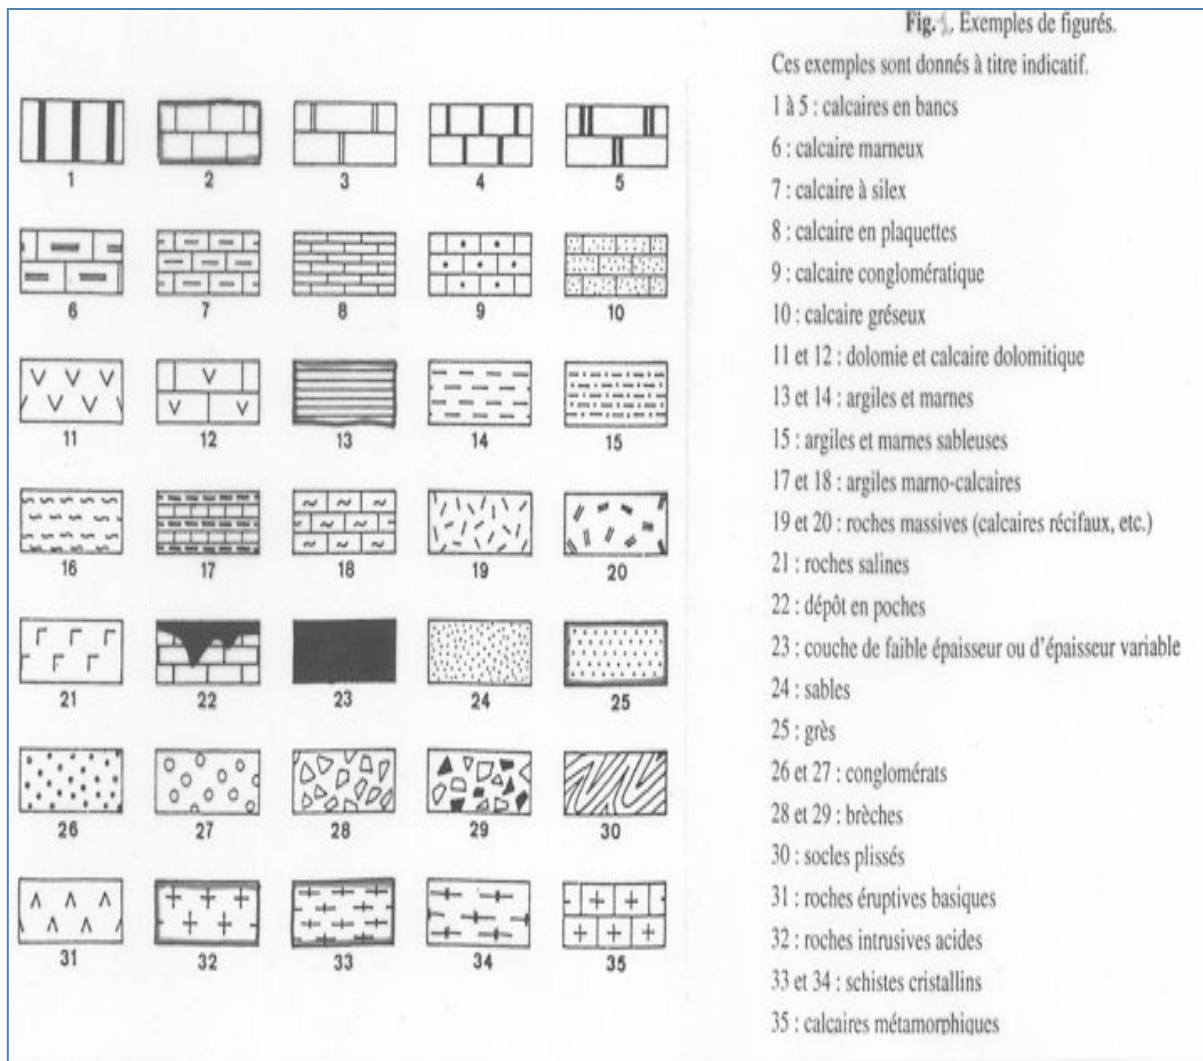 Fig. 1. Exemples de figurés.
Ces exemples sont donnés à titre indicatif.
1 à 5 : calcaires en bancs
6 : calcaire marneux
7 : calcaire à silex
8 : calcaire en plaquettes
9 : calcaire conglomératique
10 : calcaire gréseux
11 et 12 : dolomie et calcaire dolomitique
13 et 14 : argiles et marnes
15 : argiles et marnes sableuses
17 et 18 : argiles marno-calcaires
19 et 20 : roches massives (calcaires récifaux, etc.)
21 : roches salines
22 : dépôt en poches
23 : couche de faible épaisseur ou d'épaisseur variable
24 : sables
25 : grès
26 et 27 : conglomérats
28 et 29 : brèches
30 : socles plissés
31 : roches éruptives basiques
32 : roches intrusives acides
33 et 34 : schistes cristallins
35 : calcaires métamorphiques
1 2 3 4 5
6 7 8 9 10
11 12 13 14 15
16 17 18 19 20
21 22 23 24 25
26 27 28 29 30
31 32 33 34 35